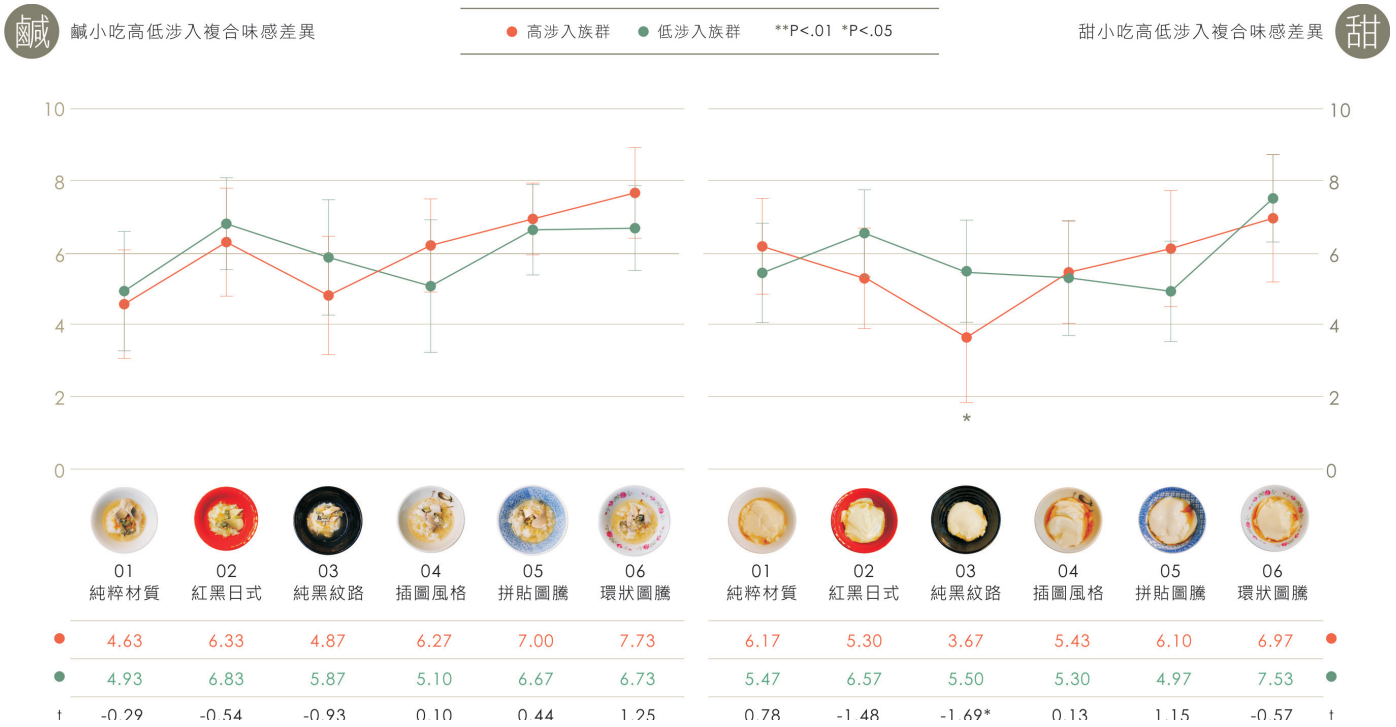 鹹 鹹小吃高低涉入複合味感差異
高涉入族群 低涉入族群 **P<.01 *P<.05
甜小吃高低涉入複合味感差異 甜
10 10
8 8
6 6
4 4
2 2
*
0 0
01 02 03 04 05 06 01 02 03 04 05 06
純粹材質 紅黑日式 純黑紋路 插圖風格 拼貼圖騰 環狀圖騰 純粹材質 紅黑日式 純黑紋路 插圖風格 拼貼圖騰 環狀圖騰
4.63 6.33 4.87 6.27 7.00 7.73 6.17 5.30 3.67 5.43 6.10 6.97
4.93 6.83 5.87 5.10 6.67 6.73 5.47 6.57 5.50 5.30 4.97 7.53
t -0.29 -0.54 -0.93 0.10 0.44 1.25 0.78 -1.48 -1.69* 0.13 1.15 -0.57 t